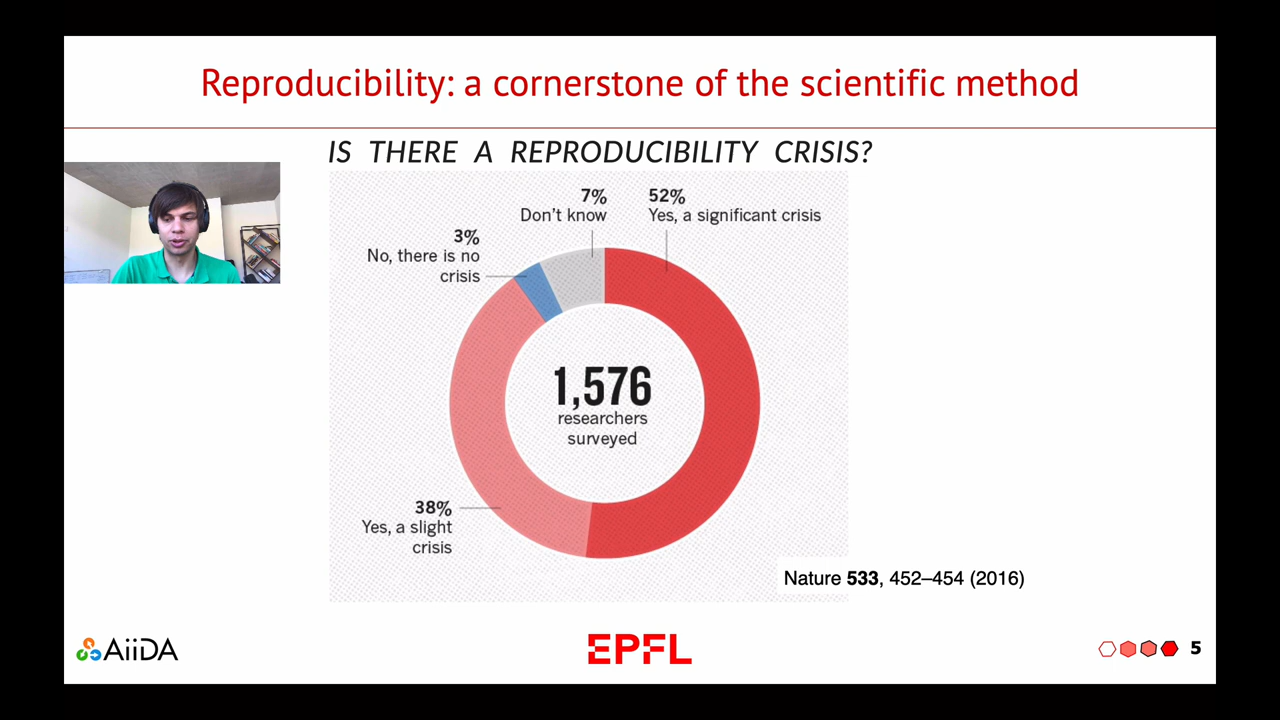 Reproducibility: a cornerstone of the scientific method
IS THERE A REPRODUCIBILITY CRISIS?
7%
Don't know
52%
Yes, a significant crisis
3%
No, there is no
crisis
1,576
researchers
surveyed
38%
Yes, a slight
crisis
Nature 533, 452–454 (2016)
AiiDA
EPFL
5